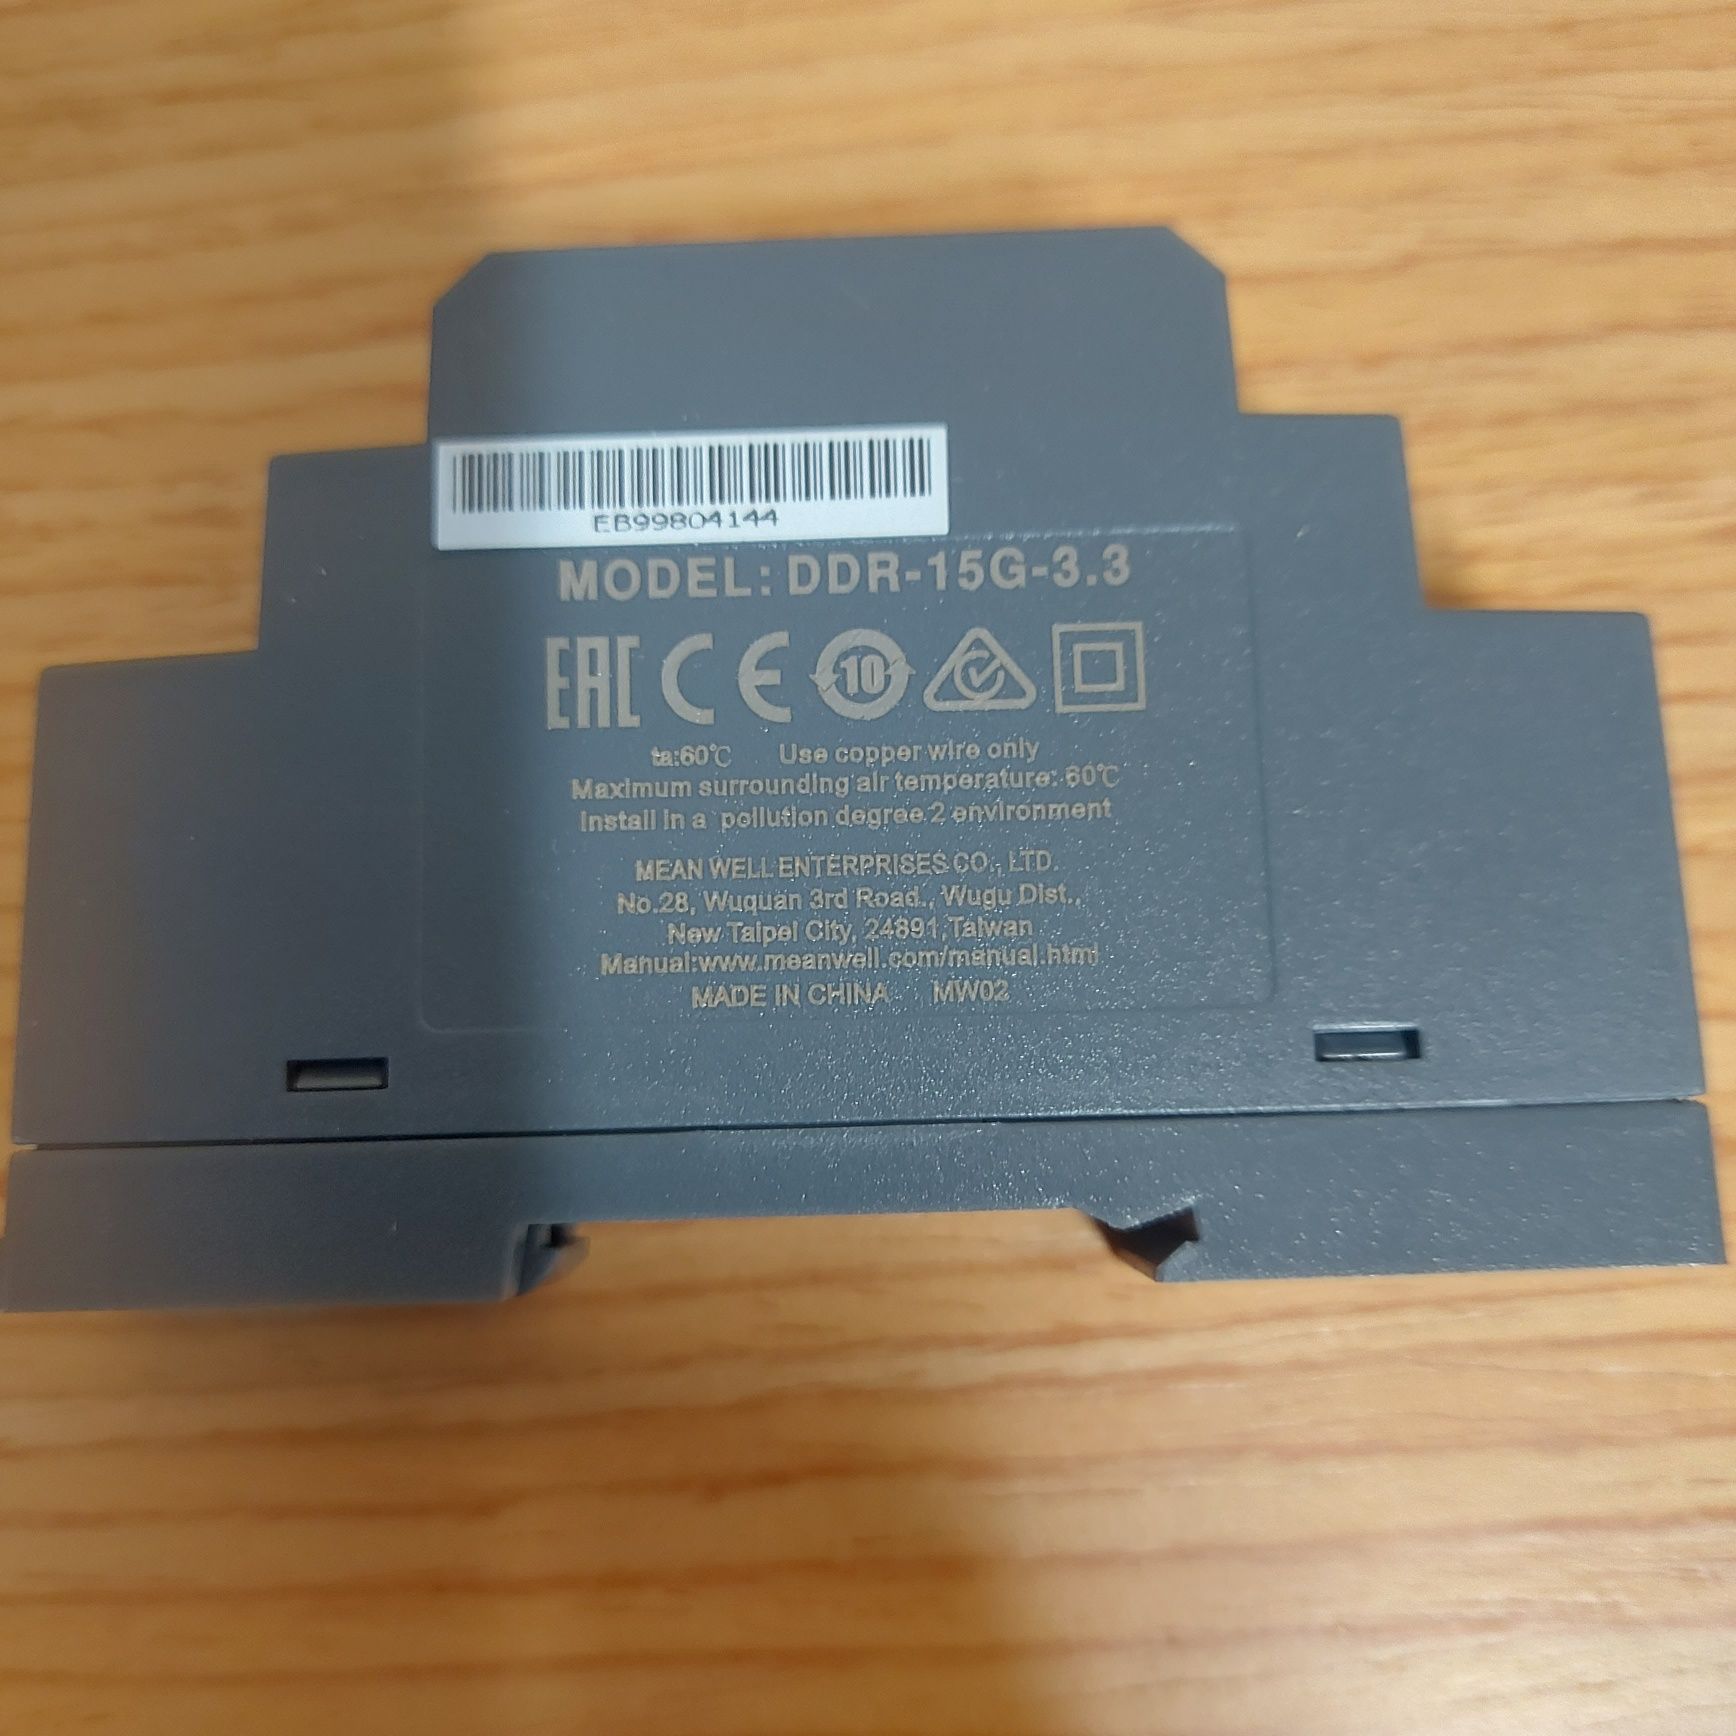 EB99804144
MODEL: DDR-15G-3.3
EAC CE 10
ta:60℃ Use copper wire only
Maximum surrounding air temperature: 60℃
Install in a pollution degree 2 environment
MEAN WELL ENTERPRISES CO., LTD.
No.28, Wuquan 3rd Road., Wugu Dist.,
New Taipei City, 24891,Taiwan
Manual:www.meanwell.com/manual.html
MADE IN CHINA MW02